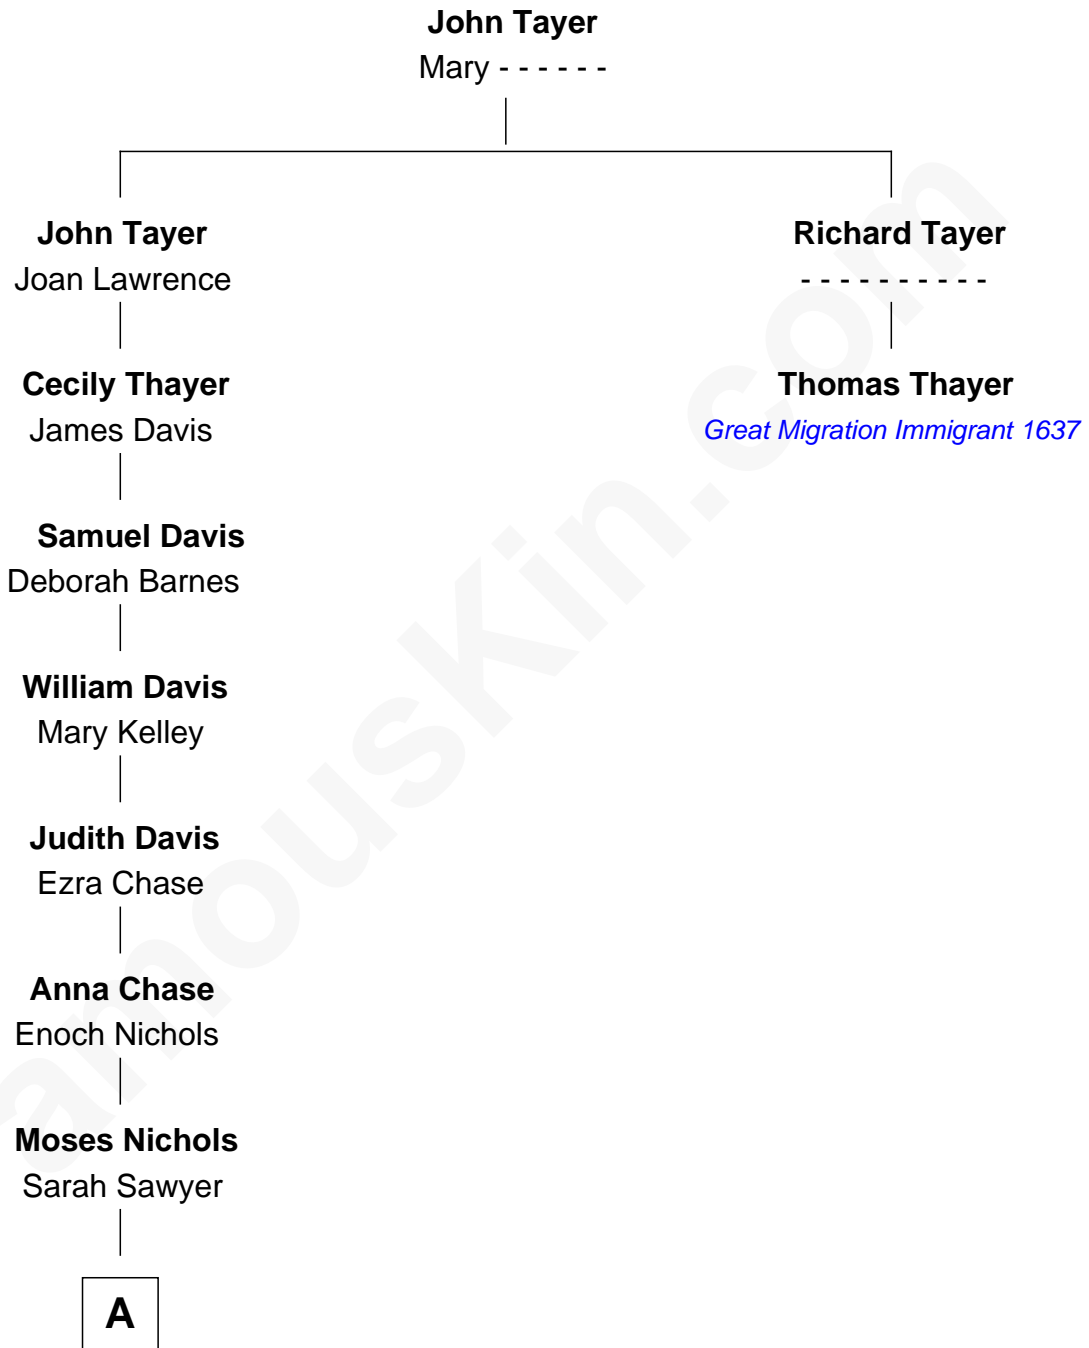 John Tayer
Mary - - - - - -
John Tayer
Joan Lawrence
Richard Tayer
- - - - - - - - - -
Cecily Thayer
James Davis
Thomas Thayer
Great Migration Immigrant 1637
Samuel Davis
Deborah Barnes
William Davis
Mary Kelley
Judith Davis
Ezra Chase
Anna Chase
Enoch Nichols
Moses Nichols
Sarah Sawyer
A
amousKin.com